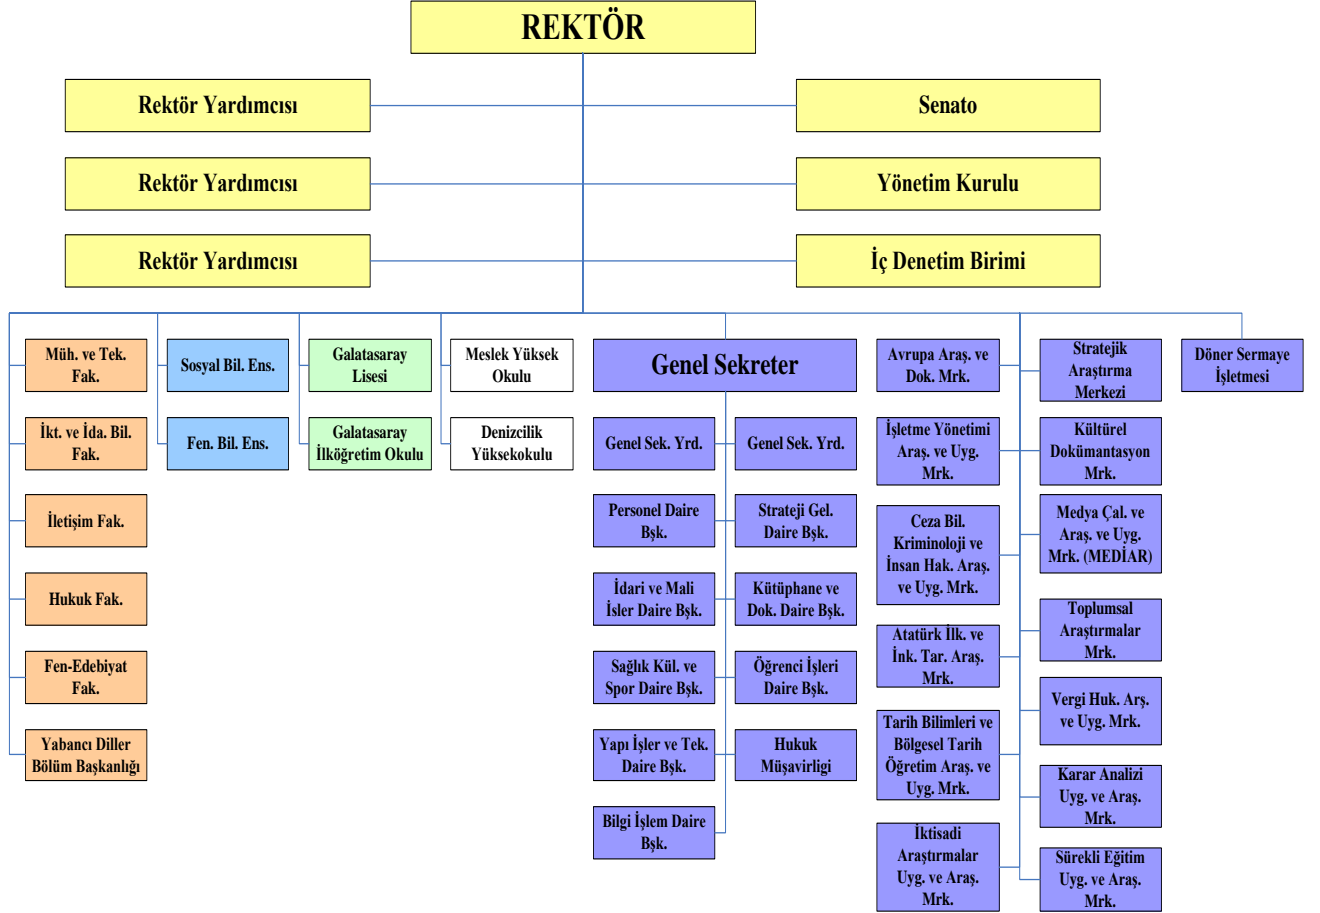 REKTÖR
Rektör Yardımcısı
Senato
Rektör Yardımcısı
Yönetim Kurulu
Rektör Yardımcısı
İç Denetim Birimi
Müh. ve Tek.
Fak.
İkt. ve İda. Bil.
Fak.
İletişim Fak.
Hukuk Fak.
Fen-Edebiyat
Fak.
Yabancı Diller
Bölüm Başkanlığı
Sosyal Bil. Ens.
Fen. Bil. Ens.
Galatasaray
Lisesi
Galatasaray
İlköğretim Okulu
Meslek Yüksek
Okulu
Denizcilik
Yüksekokulu
Genel Sekreter
Genel Sek. Yrd.
Genel Sek. Yrd.
Personel Daire
Bşk.
Strateji Gel.
Daire Bşk.
İdari ve Mali
İsler Daire Bşk.
Kütüphane ve
Dok. Daire Bşk.
Sağlık Kül. ve
Spor Daire Bşk.
Öğrenci İşleri
Daire Bşk.
Yapı İşler ve Tek.
Daire Bşk.
Hukuk
Müşavirligi
Bilgi İşlem Daire
Bşk.
Avrupa Araş. ve
Dok. Mrk.
İşletme Yönetimi
Araş. ve Uyg.
Mrk.
Ceza Bil.
Kriminoloji ve
İnsan Hak. Araş.
ve Uyg. Mrk.
Atatürk İlk. ve
İnk. Tar. Araş.
Mrk.
Tarih Bilimleri ve
Bölgesel Tarih
Öğretim Araş. ve
Uyg. Mrk.
İktisadi
Araştırmalar
Uyg. ve Araş.
Mrk.
Stratejik
Araştırma
Merkezi
Kültürel
Dokümantasyon
Mrk.
Medya Çal. ve
Araş. ve Uyg.
Mrk. (MEDİAR)
Toplumsal
Araştırmalar
Mrk.
Vergi Huk. Arş.
ve Uyg. Mrk.
Karar Analizi
Uyg. ve Araş.
Mrk.
Sürekli Eğitim
Uyg. ve Araş.
Mrk.
Döner Sermaye
İşletmesi